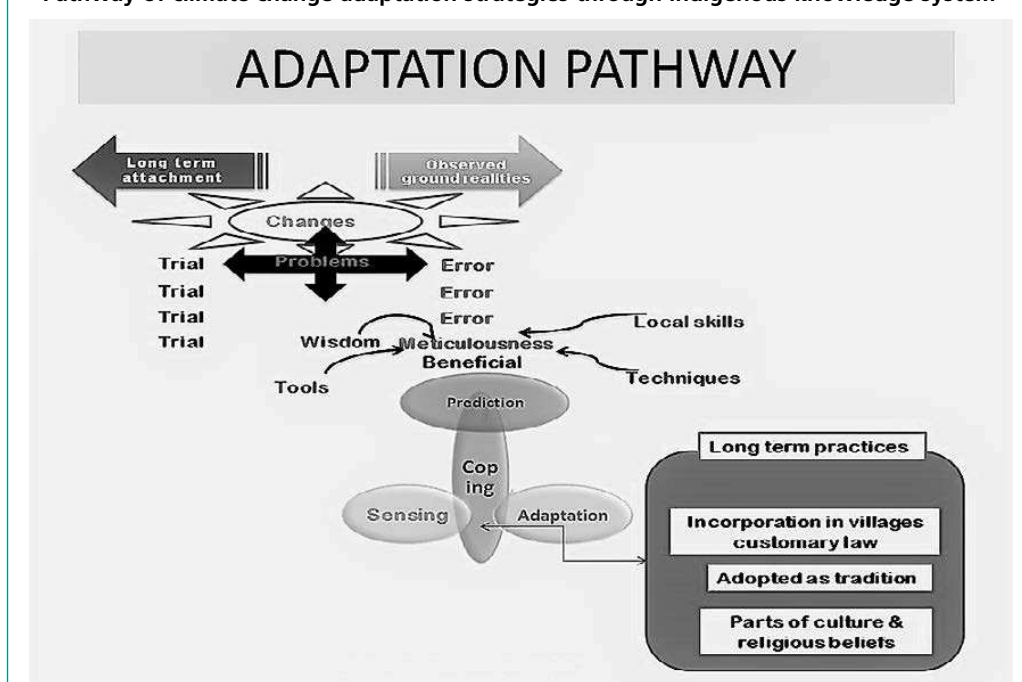 Pathway of climate change adaptation strategies through indigenous knowledge system
ADAPTATION PATHWAY
Long term
attachment
Observed
ground realities
Changes
Problems
Trial
Error
Trial
Error
Trial
Error
Trial
Wisdom
Meticulousness
Beneficial
Local skills
Tools
Techniques
Prediction
Cop
ing
Sensing
Adaptation
Long term practices
Incorporation in villages
customary law
Adopted as tradition
Parts of culture &
religious beliefs